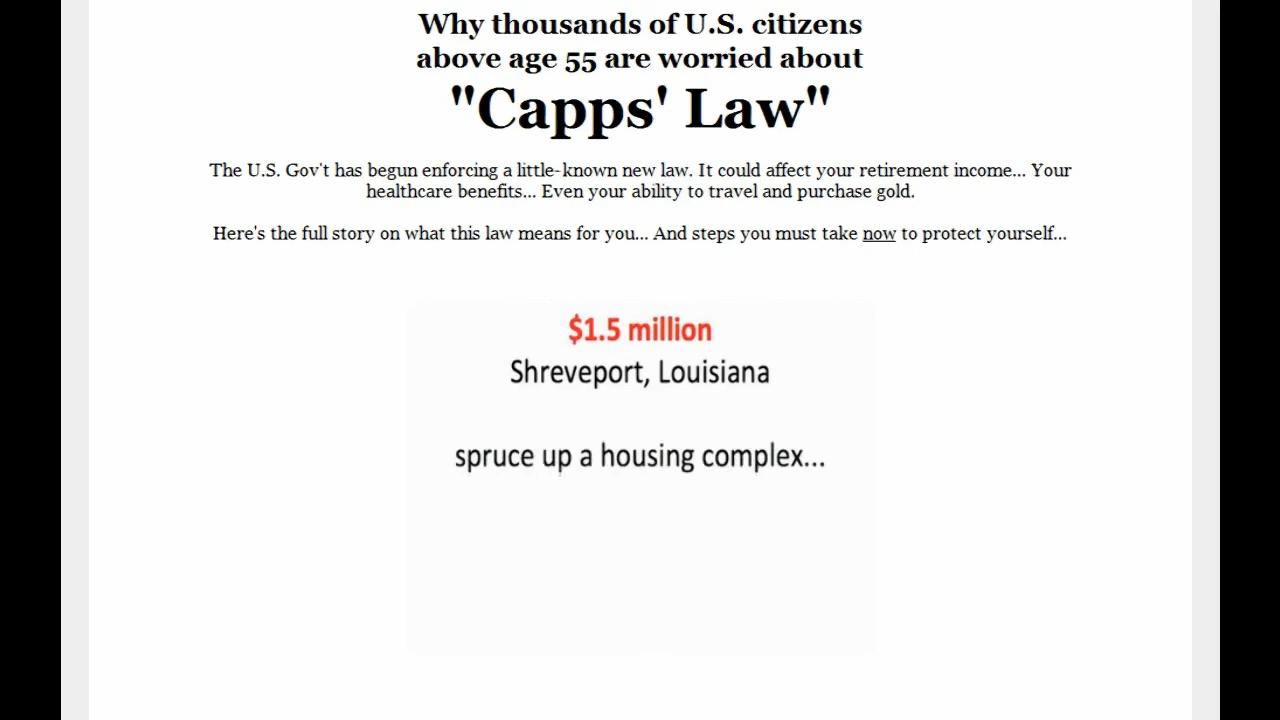 Why thousands of U.S. citizens
above age 55 are worried about
"Capps' Law"
The U.S. Gov't has begun enforcing a little-known new law. It could affect your retirement income... Your
healthcare benefits... Even your ability to travel and purchase gold.
Here's the full story on what this law means for you... And steps you must take now to protect yourself...
$1.5 million
Shreveport, Louisiana
spruce up a housing complex...